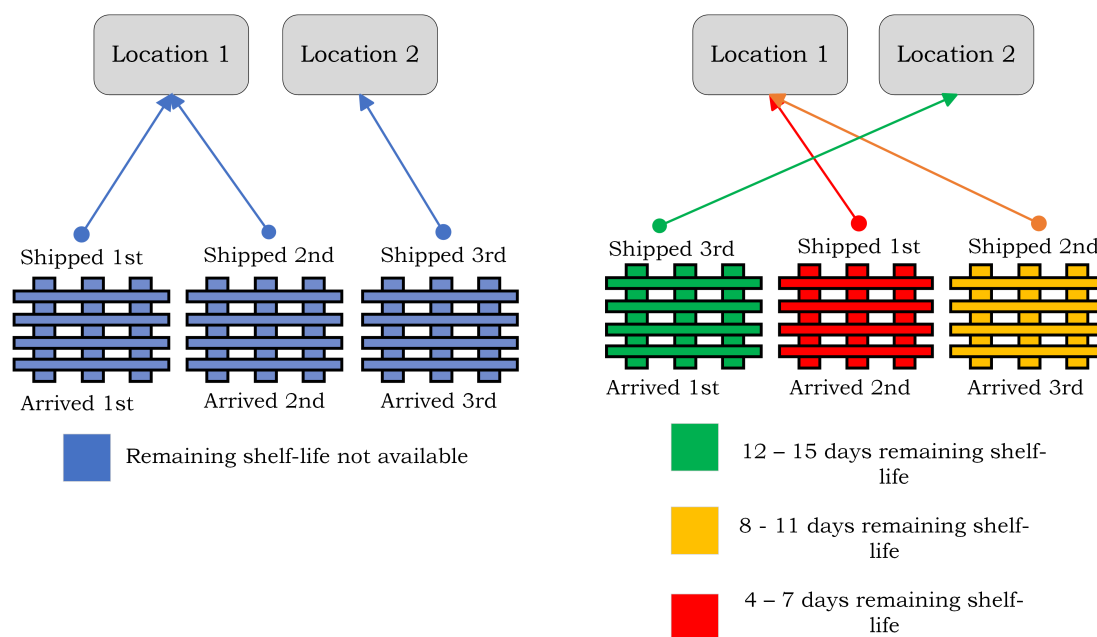 Location 1
Location 2
Shipped 1st
Shipped 2nd
Shipped 3rd
Arrived 1st
Arrived 2nd
Arrived 3rd
Remaining shelf-life not available
Location 1
Location 2
Shipped 3rd
Shipped 1st
Shipped 2nd
Arrived 1st
Arrived 2nd
Arrived 3rd
12 – 15 days remaining shelf-
life
8 - 11 days remaining shelf-
life
4 – 7 days remaining shelf-
life